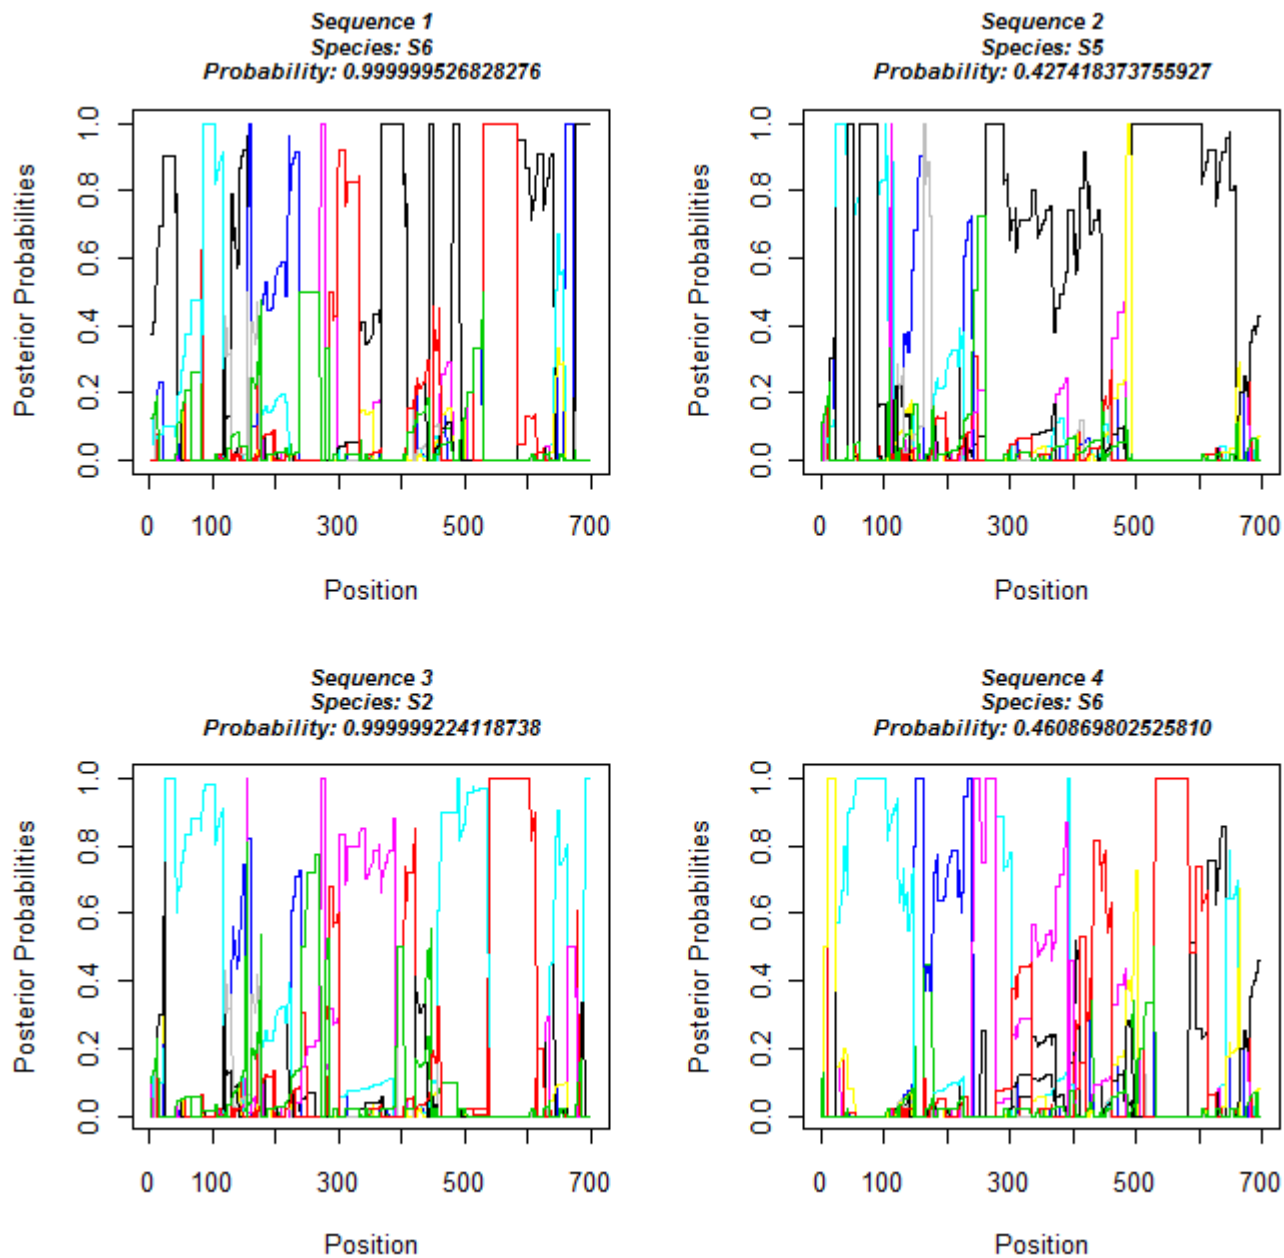 Sequence 1
Species: S6
Probability: 0.999999526828276
Posterior Probabilities
1.0
0.8
0.6
0.4
0.2
0.0
0 100 300 500 700
Position
Sequence 2
Species: S5
Probability: 0.427418373755927
Posterior Probabilities
1.0
0.8
0.6
0.4
0.2
0.0
0 100 300 500 700
Position
Sequence 3
Species: S2
Probability: 0.999999224118738
Posterior Probabilities
1.0
0.8
0.6
0.4
0.2
0.0
0 100 300 500 700
Position
Sequence 4
Species: S6
Probability: 0.460869802525810
Posterior Probabilities
1.0
0.8
0.6
0.4
0.2
0.0
0 100 300 500 700
Position